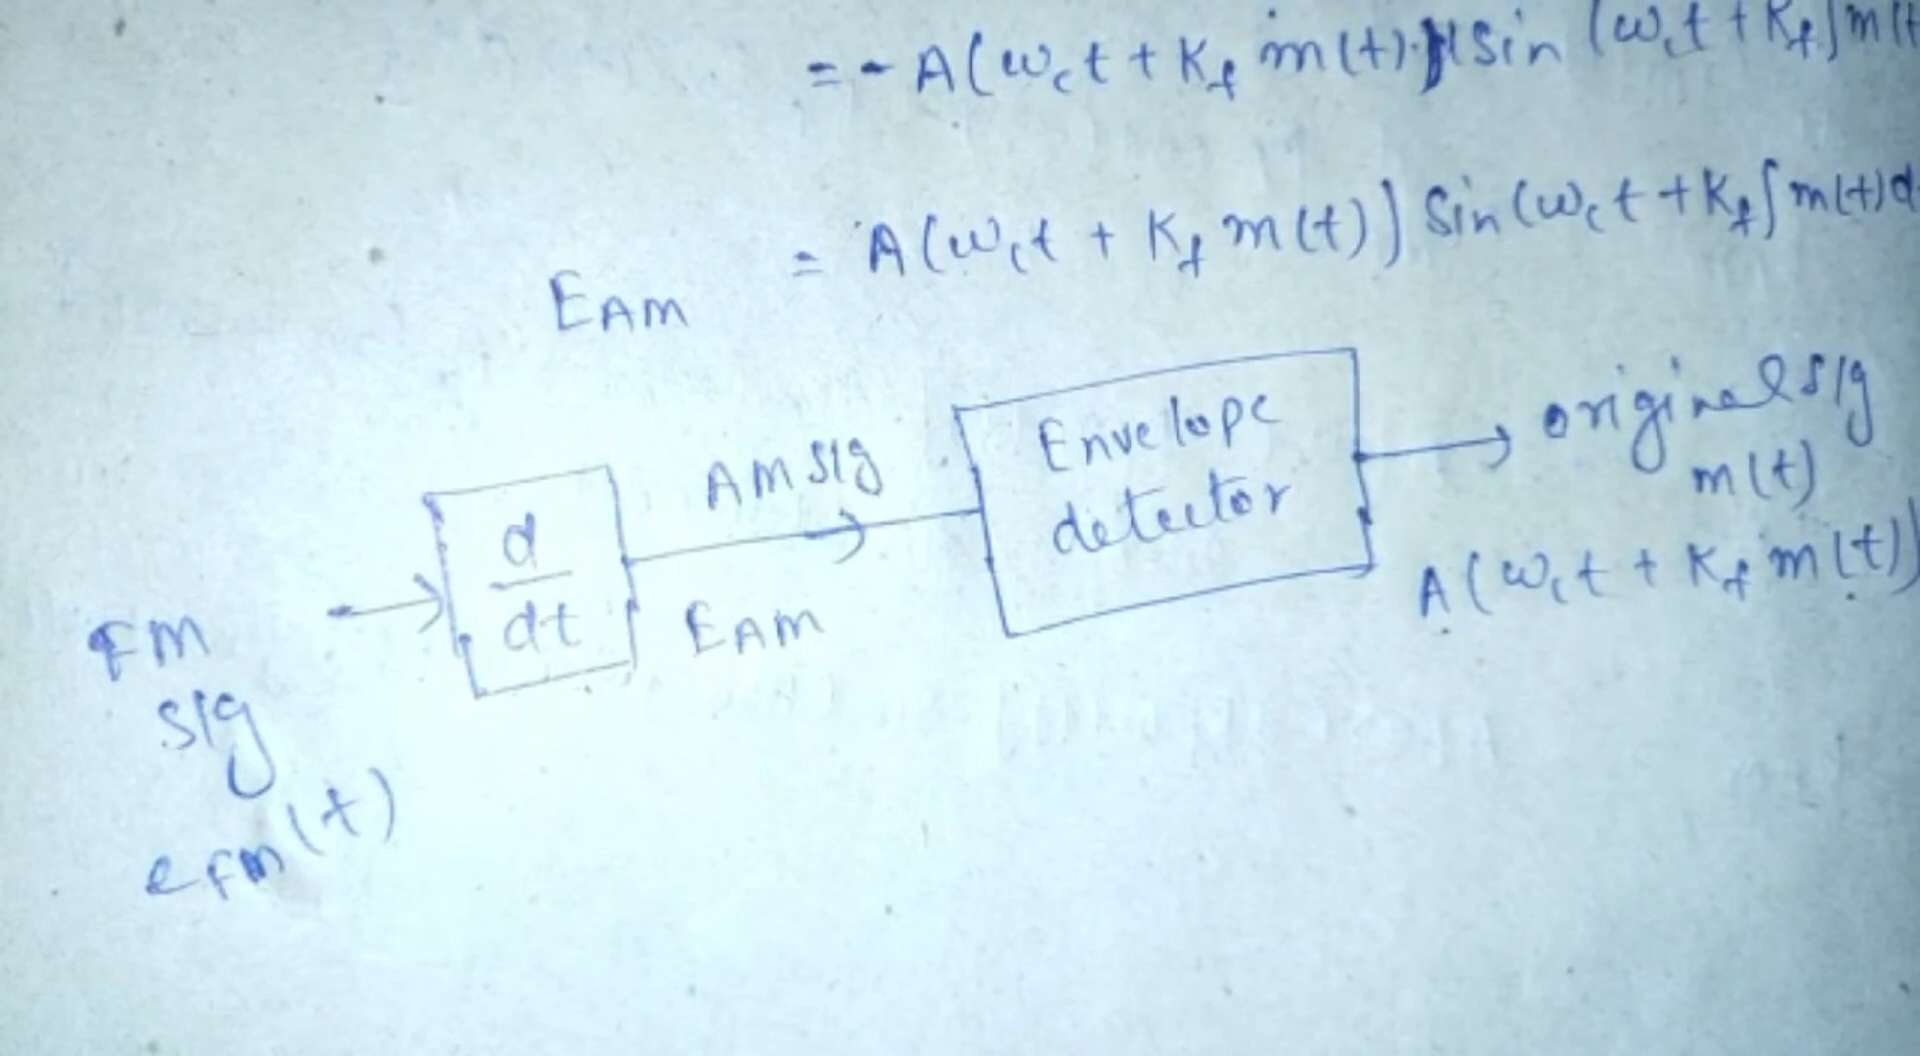 = - A(ωct + Kf m(t)) sin (ωct + Kf∫m(t
EAM = A(ωct + Kf m(t))) Sin(ωct + Kf∫m(t)d
FM sig eFM(t)
d/dt
AM sig
EAM
Envelope detector
original sig m(t)
A(ωct + Kf m(t))